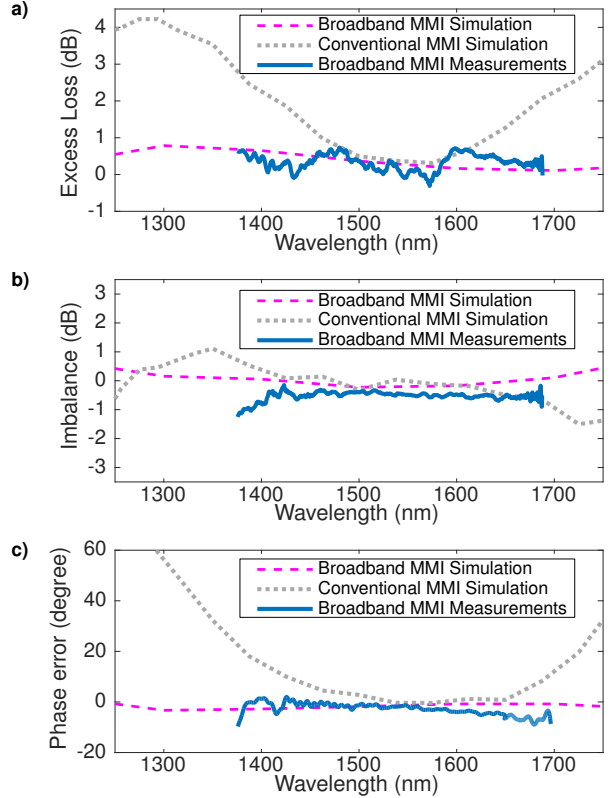 a)
Excess Loss (dB)
4
3
2
1
0
-1
Broadband MMI Simulation
Conventional MMI Simulation
Broadband MMI Measurements
1300 1400 1500 1600 1700
Wavelength (nm)
b)
Imbalance (dB)
3
2
1
0
-1
-2
-3
Broadband MMI Simulation
Conventional MMI Simulation
Broadband MMI Measurements
1300 1400 1500 1600 1700
Wavelength (nm)
c)
Phase error (degree)
60
40
20
0
-20
Broadband MMI Simulation
Conventional MMI Simulation
Broadband MMI Measurements
1300 1400 1500 1600 1700
Wavelength (nm)